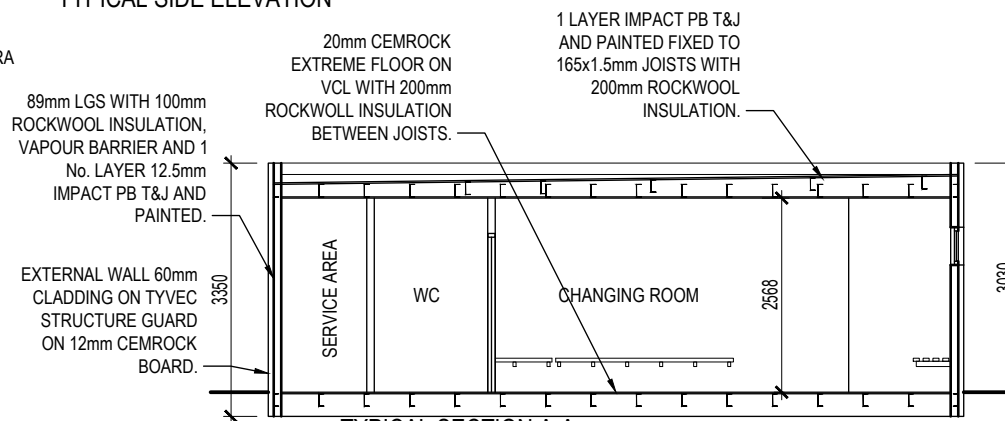 TYPICAL SIDE ELEVATION
RA
89mm LGS WITH 100mm
ROCKWOOL INSULATION,
VAPOUR BARRIER AND 1
No. LAYER 12.5mm
IMPACT PB T&J AND
PAINTED.
EXTERNAL WALL 60mm
CLADDING ON TYVEC
STRUCTURE GUARD
ON 12mm CEMROCK
BOARD.
20mm CEMROCK
EXTREME FLOOR ON
VCL WITH 200mm
ROCKWOLL INSULATION
BETWEEN JOISTS.
1 LAYER IMPACT PB T&J
AND PAINTED FIXED TO
165x1.5mm JOISTS WITH
200mm ROCKWOOL
INSULATION.
3350
SERVICE AREA
WC
CHANGING ROOM
2568
3030
TYPICAL SECTION A-A